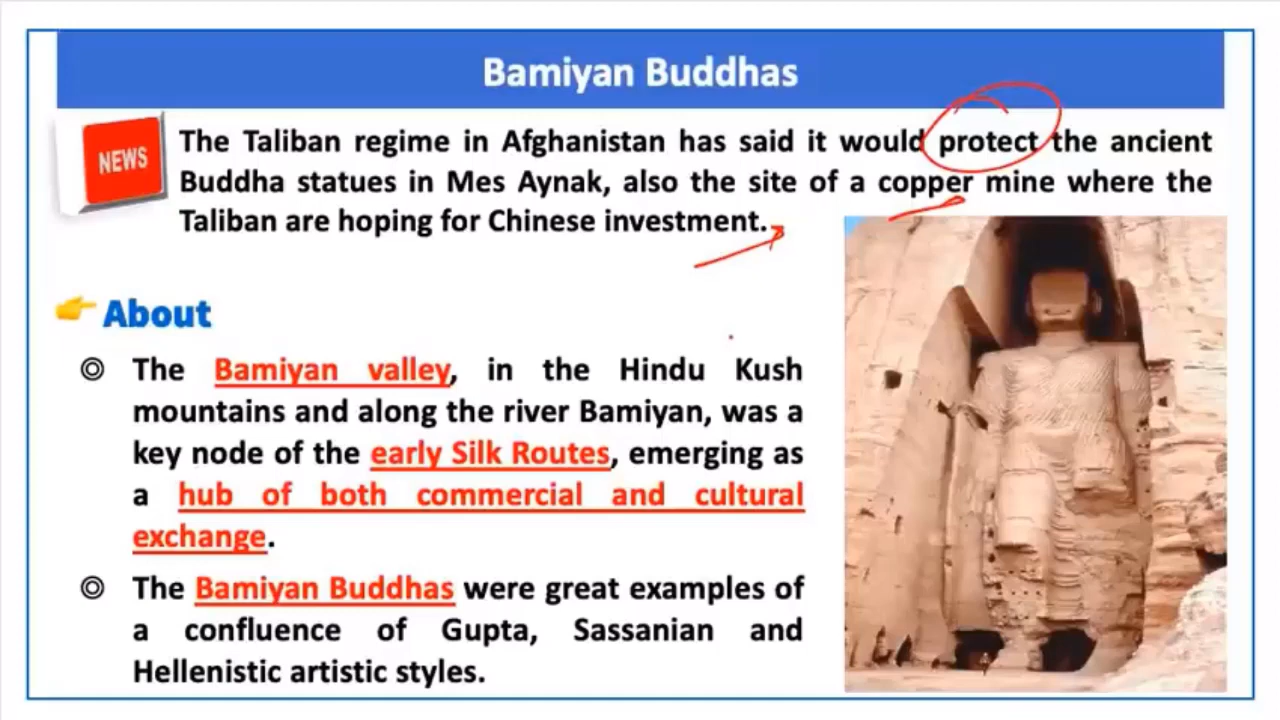 Bamiyan Buddhas
NEWS
The Taliban regime in Afghanistan has said it would protect the ancient
Buddha statues in Mes Aynak, also the site of a copper mine where the
Taliban are hoping for Chinese investment.
About
The Bamiyan valley, in the Hindu Kush
mountains and along the river Bamiyan, was a
key node of the early Silk Routes, emerging as
a hub of both commercial and cultural
exchange.
The Bamiyan Buddhas were great examples of
a confluence of Gupta, Sassanian and
Hellenistic artistic styles.